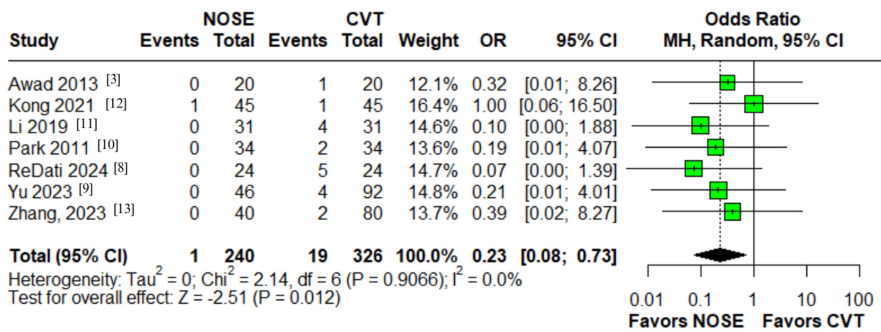 NOSE CVT Odds Ratio
Study Events Total Events Total Weight OR 95% CI MH, Random, 95% CI
Awad 2013 [3] 0 20 1 20 12.1% 0.32 [0.01; 8.26]
Kong 2021 [12] 1 45 1 45 16.4% 1.00 [0.06; 16.50]
Li 2019 [11] 0 31 4 31 14.6% 0.10 [0.00; 1.88]
Park 2011 [10] 0 34 2 34 13.6% 0.19 [0.01; 4.07]
ReDati 2024 [8] 0 24 5 24 14.7% 0.07 [0.00; 1.39]
Yu 2023 [9] 0 46 4 92 14.8% 0.21 [0.01; 4.01]
Zhang, 2023 [13] 0 40 2 80 13.7% 0.39 [0.02; 8.27]
Total (95% CI) 1 240 19 326 100.0% 0.23 [0.08; 0.73]
Heterogeneity: Tau² = 0; Chi² = 2.14, df = 6 (P = 0.9066); I² = 0.0%
Test for overall effect: Z = -2.51 (P = 0.012)
0.01 0.1 1 10 100
Favors NOSE Favors CVT